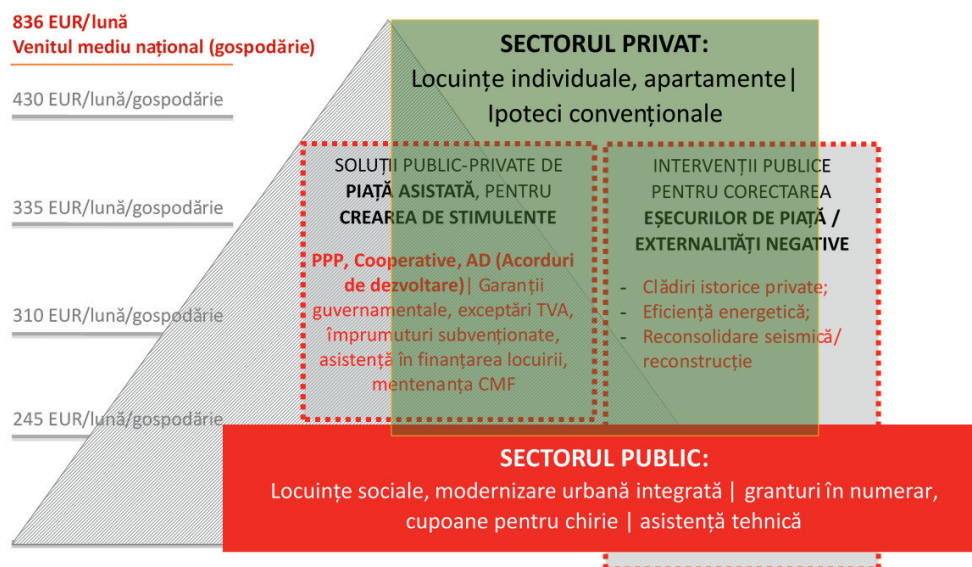 836 EUR/lună
Venitul mediu național (gospodărie)
430 EUR/lună/gospodărie
335 EUR/lună/gospodărie
310 EUR/lună/gospodărie
245 EUR/lună/gospodărie
SECTORUL PRIVAT:
Locuințe individuale, apartamente|
Ipoteci convenționale
SOLUȚII PUBLIC-PRIVATE DE
PIAȚĂ ASISTATĂ, PENTRU
CREAREA DE STIMULENTE
PPP, Cooperative, AD (Acorduri
de dezvoltare)| Garanții
guvernamentale, exceptări TVA,
împrumuturi subvenționate,
asistență în finanțarea locuirii,
mentenanța CMF
INTERVENȚII PUBLICE
PENTRU CORECTAREA
EȘECURILOR DE PIAȚĂ /
EXTERNALITĂȚI NEGATIVE
- Clădiri istorice private;
- Eficiență energetică;
- Reconsolidare seismică/
reconstrucție
SECTORUL PUBLIC:
Locuințe sociale, modernizare urbană integrată | granturi în numerar,
cupoane pentru chirie | asistență tehnică